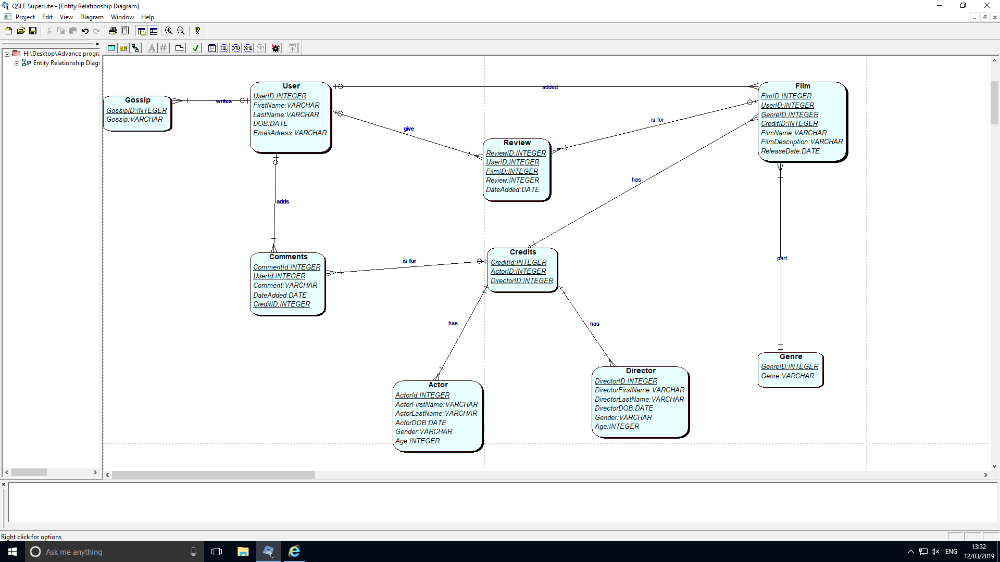 QSEE SuperLite - [Entity Relationship Diagram]
Project Edit View Diagram Window Help
H:\Desktop\Advance progra
Entity Relationship Diagr
Gossip
GossipID:INTEGER
Gossip:VARCHAR
writes
User
UserID:INTEGER
FirstName:VARCHAR
LastName:VARCHAR
DOB:DATE
EmailAdress:VARCHAR
added
Film
FimID:INTEGER
UserID:INTEGER
GenreID:INTEGER
CreditID:INTEGER
FilmName:VARCHAR
FilmDescription:VARCHAR
ReleaseDate:DATE
give
is for
Review
ReviewID:INTEGER
UserID:INTEGER
FilmID:INTEGER
Review:INTEGER
DateAdded:DATE
has
adds
Comments
CommentId:INTEGER
UserId:INTEGER
Comment:VARCHAR
DateAdded:DATE
CreditID:INTEGER
is for
Credits
CreditId:INTEGER
ActorID:INTEGER
DirectorID:INTEGER
part
has
has
Actor
ActorId:INTEGER
ActorFirstName:VARCHAR
ActorLastName:VARCHAR
ActorDOB:DATE
Gender:VARCHAR
Age:INTEGER
Director
DirectorID:INTEGER
DirectorFirstName:VARCHAR
DirectorLastName:VARCHAR
DirectorDOB:DATE
Gender:VARCHAR
Age:INTEGER
Genre
GenreID:INTEGER
Genre:VARCHAR
Right click for options
Ask me anything
ENG
13:32
12/03/2019